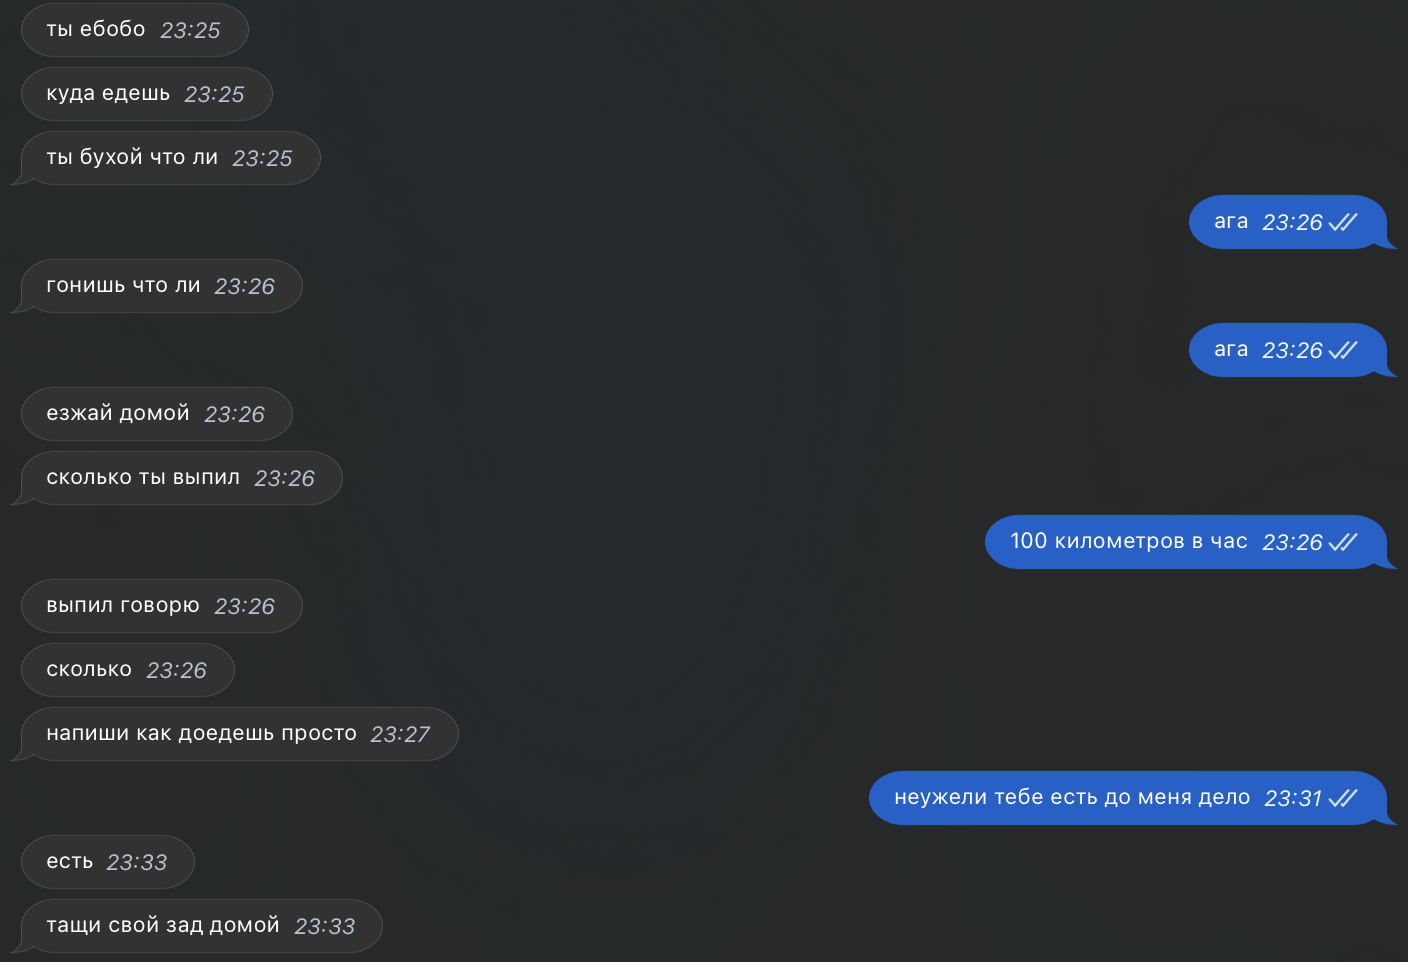 ты ебобо 23:25
куда едешь 23:25
ты бухой что ли 23:25
ага 23:26
гонишь что ли 23:26
ага 23:26
езжай домой 23:26
сколько ты выпил 23:26
100 километров в час 23:26
выпил говорю 23:26
сколько 23:26
напиши как доедешь просто 23:27
неужели тебе есть до меня дело 23:31
есть 23:33
тащи свой зад домой 23:33